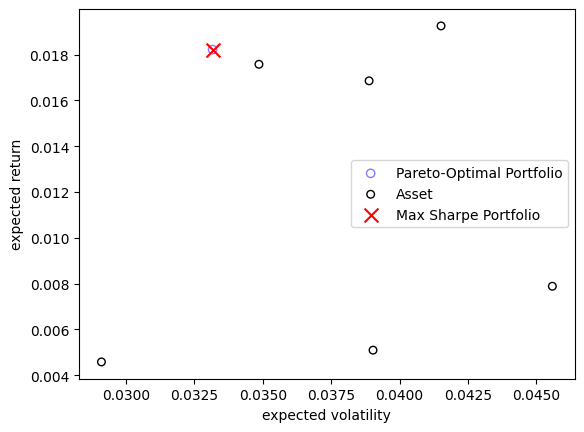 0.018
0.016
0.014
0.012
0.010
0.008
0.006
0.004
expected return
Pareto-Optimal Portfolio
Asset
Max Sharpe Portfolio
0.0300 0.0325 0.0350 0.0375 0.0400 0.0425 0.0450
expected volatility